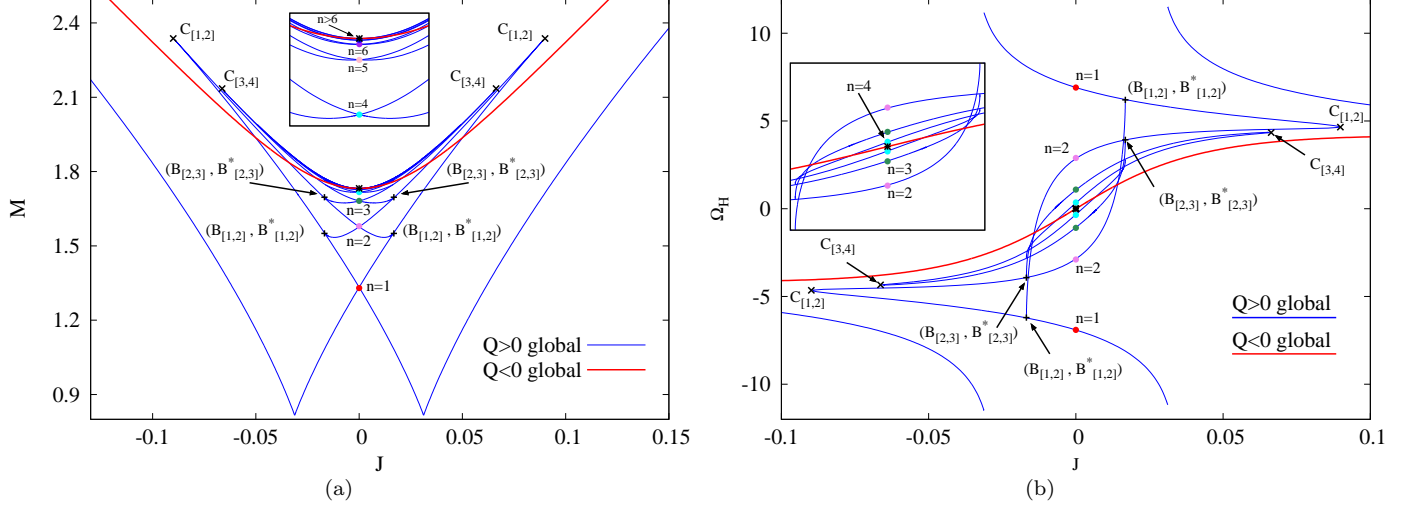 2.4
2.1
1.8
1.5
1.2
0.9
M
C[1,2]
n>6
n=6
n=5
n=4
C[1,2]
C[3,4]
C[3,4]
(B[2,3] , B*[2,3])
(B[2,3] , B*[2,3])
n=3
(B[1,2] , B*[1,2])
n=2
(B[1,2] , B*[1,2])
n=1
Q>0 global
Q<0 global
-0.1
-0.05
0
0.05
0.1
0.15
J
(a)
10
5
0
-5
-10
ΩH
n=4
n=3
n=2
n=1
(B[1,2] , B*[1,2])
C[1,2]
n=2
C[3,4]
(B[2,3] , B*[2,3])
C[3,4]
n=2
C[1,2]
(B[2,3] , B*[2,3])
n=1
(B[1,2] , B*[1,2])
Q>0 global
Q<0 global
-0.1
-0.05
0
0.05
0.1
J
(b)